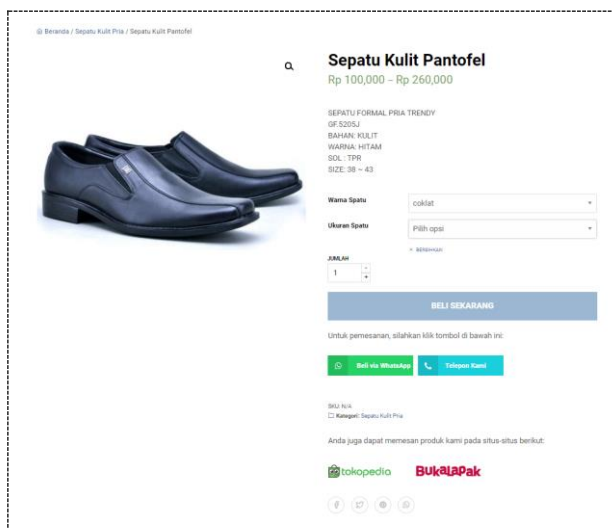 Beranda / Sepatu Kulit Pria / Sepatu Kulit Pantofel
Sepatu Kulit Pantofel
Rp 100,000 – Rp 260,000
SEPATU FORMAL PRIA TRENDY
GF.5205J
BAHAN: KULIT
WARNA: HITAM
SOL : TPR
SIZE: 38 ~ 43
Warna Spatu
coklat
Ukuran Spatu
Pilih opsi
× BERSIHKAN
JUMLAH
1
-
+
BELI SEKARANG
Untuk pemesanan, silahkan klik tombol di bawah ini:
Beli via WhatsApp
Telepon Kami
SKU: N/A
Kategori: Sepatu Kulit Pria
Anda juga dapat memesan produk kami pada situs-situs berikut:
tokopedia
BukaLaPak